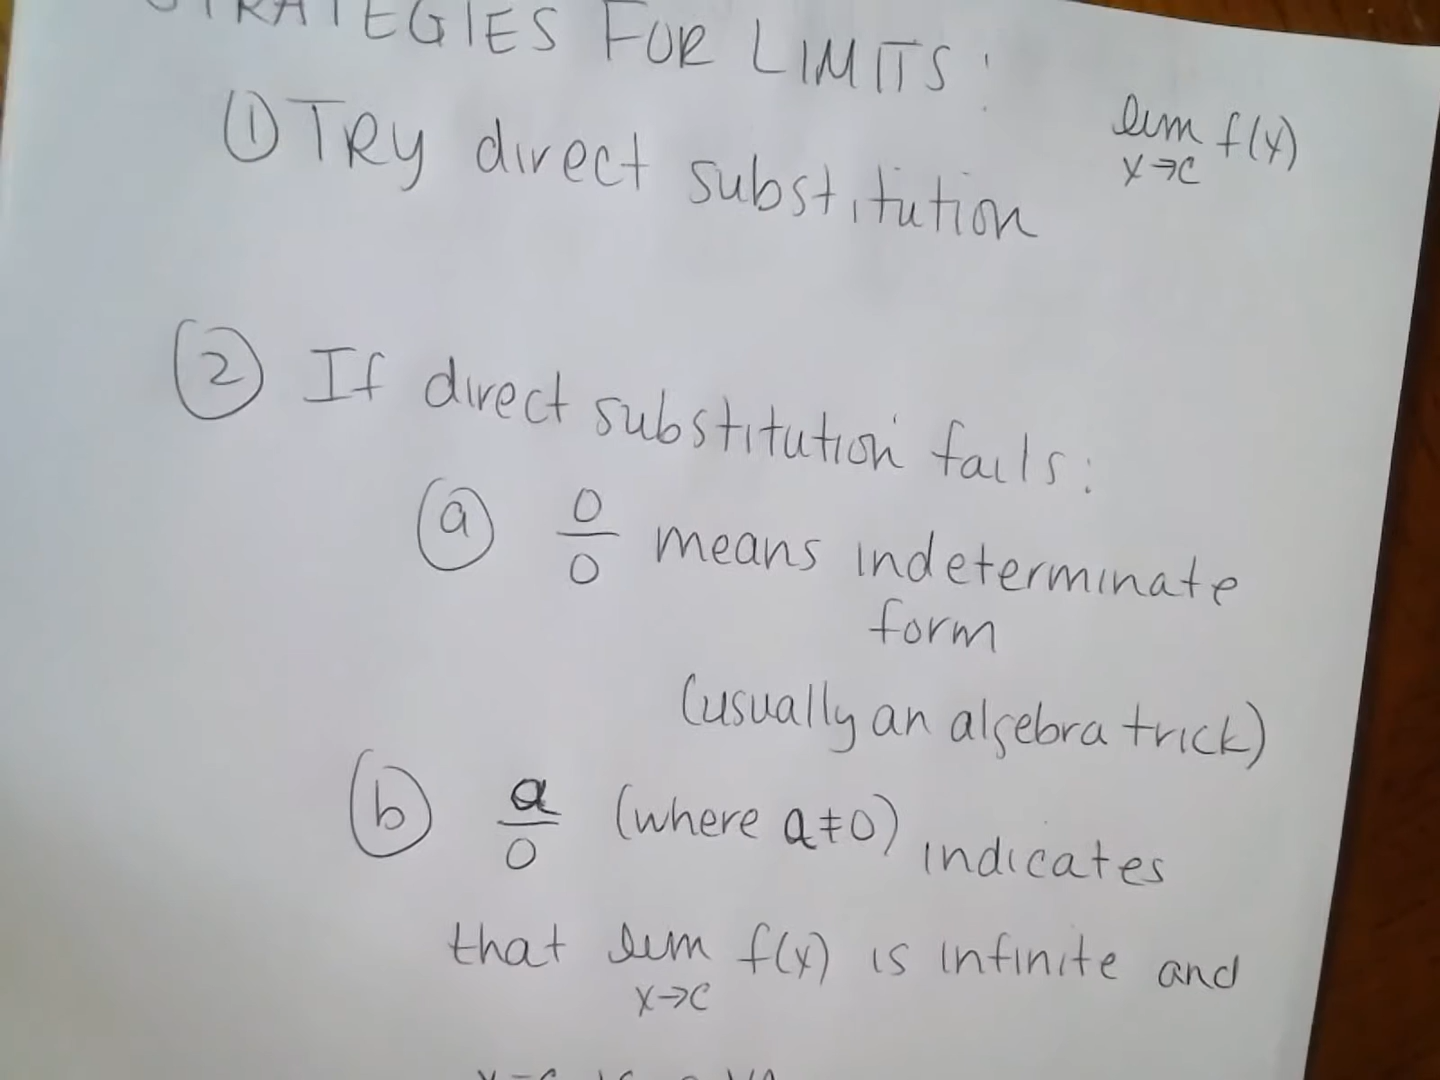 STRATEGIES FOR LIMITS:
① TRY direct substitution
lim f(x)
x→c
② If direct substitution fails:
ⓐ 0/0 means indeterminate
form
(usually an algebra trick)
ⓑ a/0 (where a≠0) indicates
that lim f(x) is infinite and
x→c